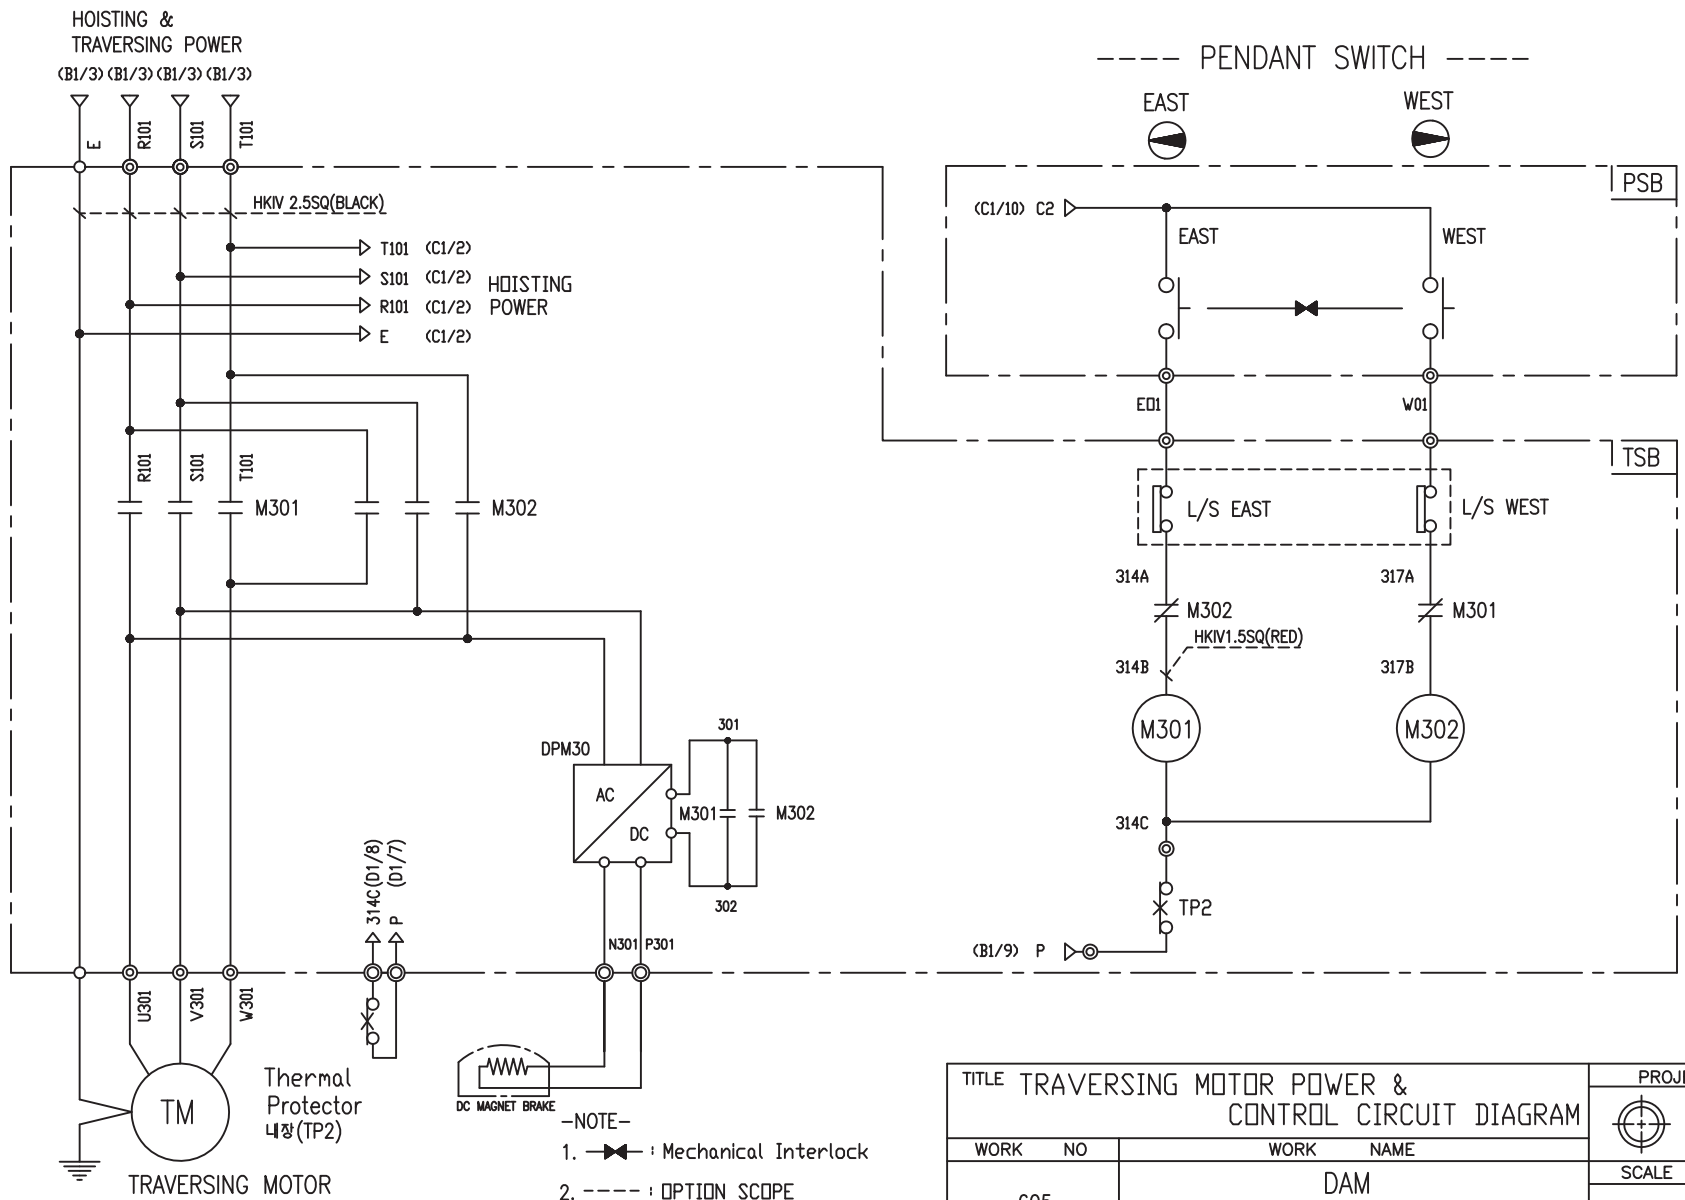 HOISTING &
TRAVERSING POWER
(B1/3) (B1/3) (B1/3) (B1/3)
E
R101
S101
T101
HKIV 2.5SQ(BLACK)
T101 (C1/2)
S101 (C1/2)
R101 (C1/2)
E (C1/2)
HOISTING
POWER
R101
S101
T101
M301
M302
DPM30
AC
DC
301
M301
M302
302
314C(D1/8)
P (D1/7)
N301
P301
U301
V301
W301
TM
Thermal
Protector
내장(TP2)
TRAVERSING MOTOR
DC MAGNET BRAKE
-NOTE-
1. : Mechanical Interlock
2. ----- : OPTION SCOPE
----- PENDANT SWITCH -----
EAST
WEST
PSB
(C1/10) C2
EAST
WEST
E01
W01
TSB
L/S EAST
L/S WEST
314A
317A
M302
M301
HKIV1.5SQ(RED)
314B
317B
M301
M302
314C
TP2
(B1/9) P
TITLE TRAVERSING MOTOR POWER &
CONTROL CIRCUIT DIAGRAM
PROJE
WORK NO
WORK NAME
DAM
SCALE